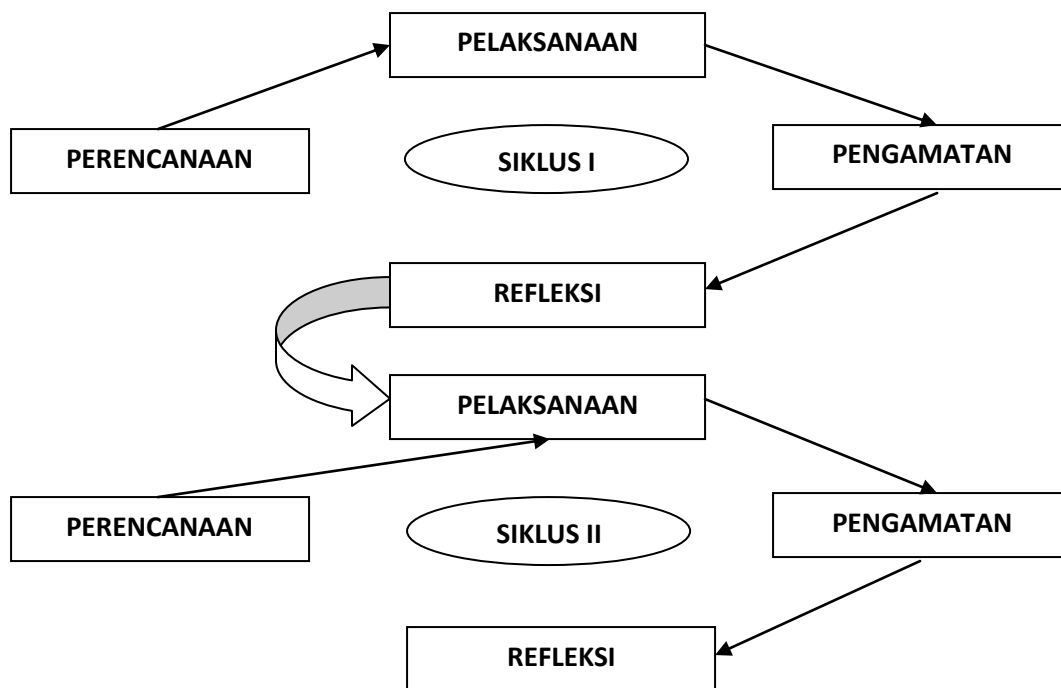 PELAKSANAAN
PERENCANAAN
SIKLUS I
PENGAMATAN
REFLEKSI
PELAKSANAAN
PERENCANAAN
SIKLUS II
PENGAMATAN
REFLEKSI